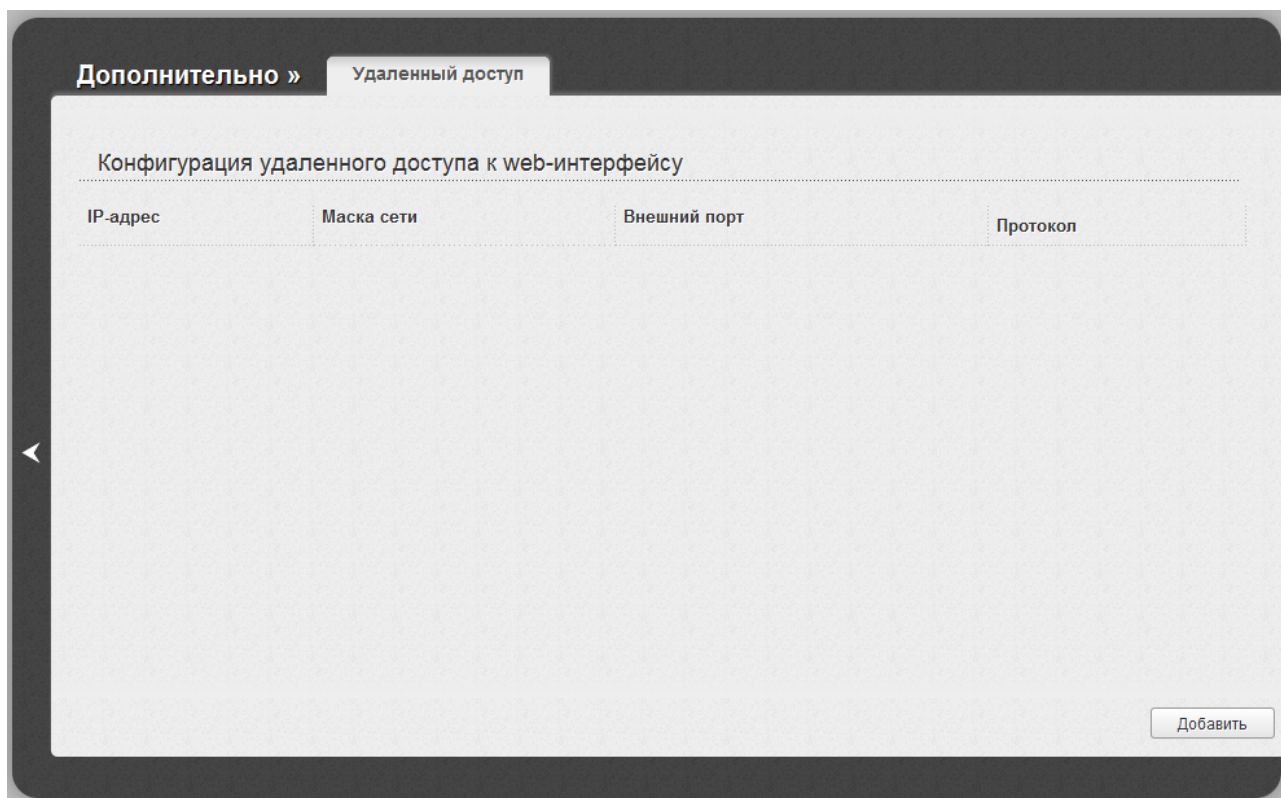 Дополнительно »
Удаленный доступ
Конфигурация удаленного доступа к web-интерфейсу
IP-адрес Маска сети Внешний порт Протокол
Добавить